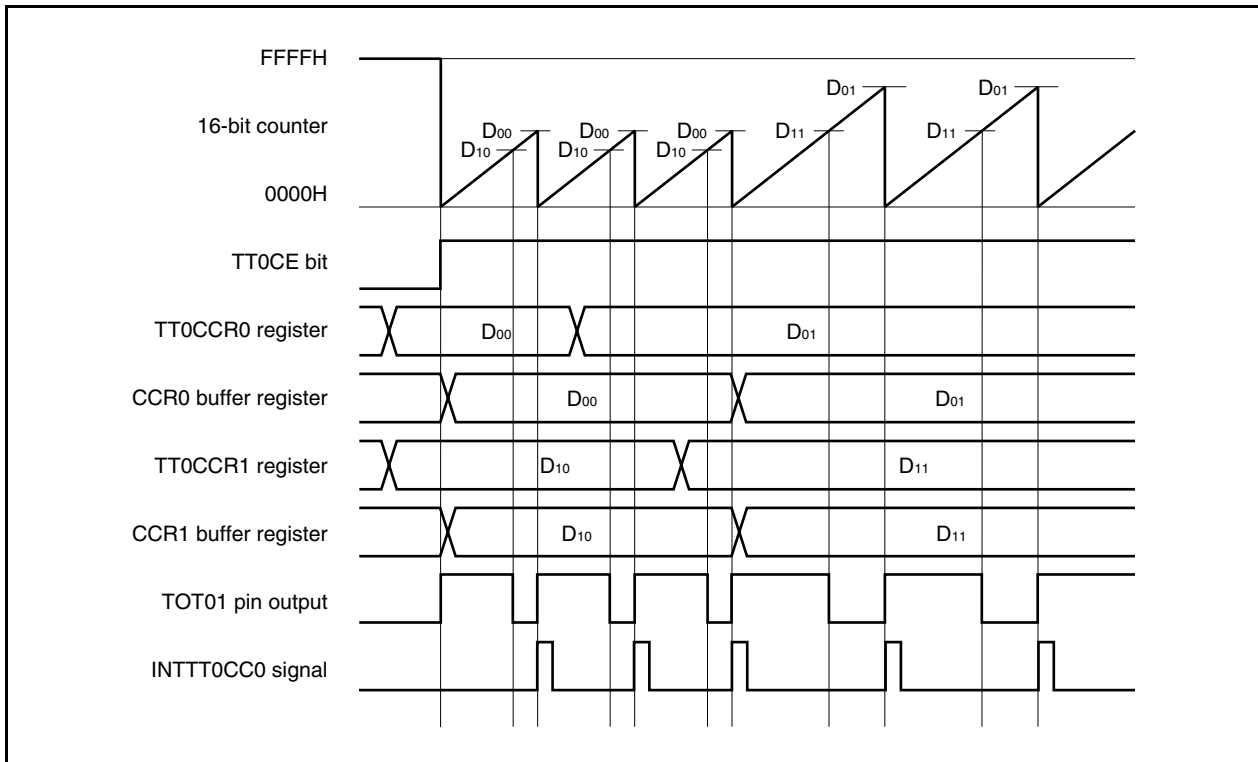 FFFFH
D01 D01
16-bit counter
D00 D00 D00 D11 D11
D10 D10 D10
0000H
TT0CE bit
TT0CCR0 register
D00 D01
CCR0 buffer register
D00 D01
TT0CCR1 register
D10 D11
CCR1 buffer register
D10 D11
TOT01 pin output
INTTT0CC0 signal